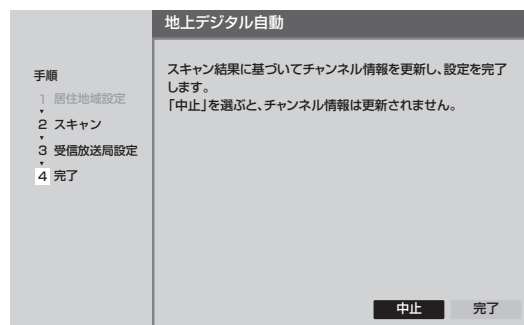 地上デジタル自動
手順
1 居住地域設定
2 スキャン
3 受信放送局設定
4 完了
スキャン結果に基づいてチャンネル情報を更新し、設定を完了
します。
「中止」を選ぶと、チャンネル情報は更新されません。
中止 完了